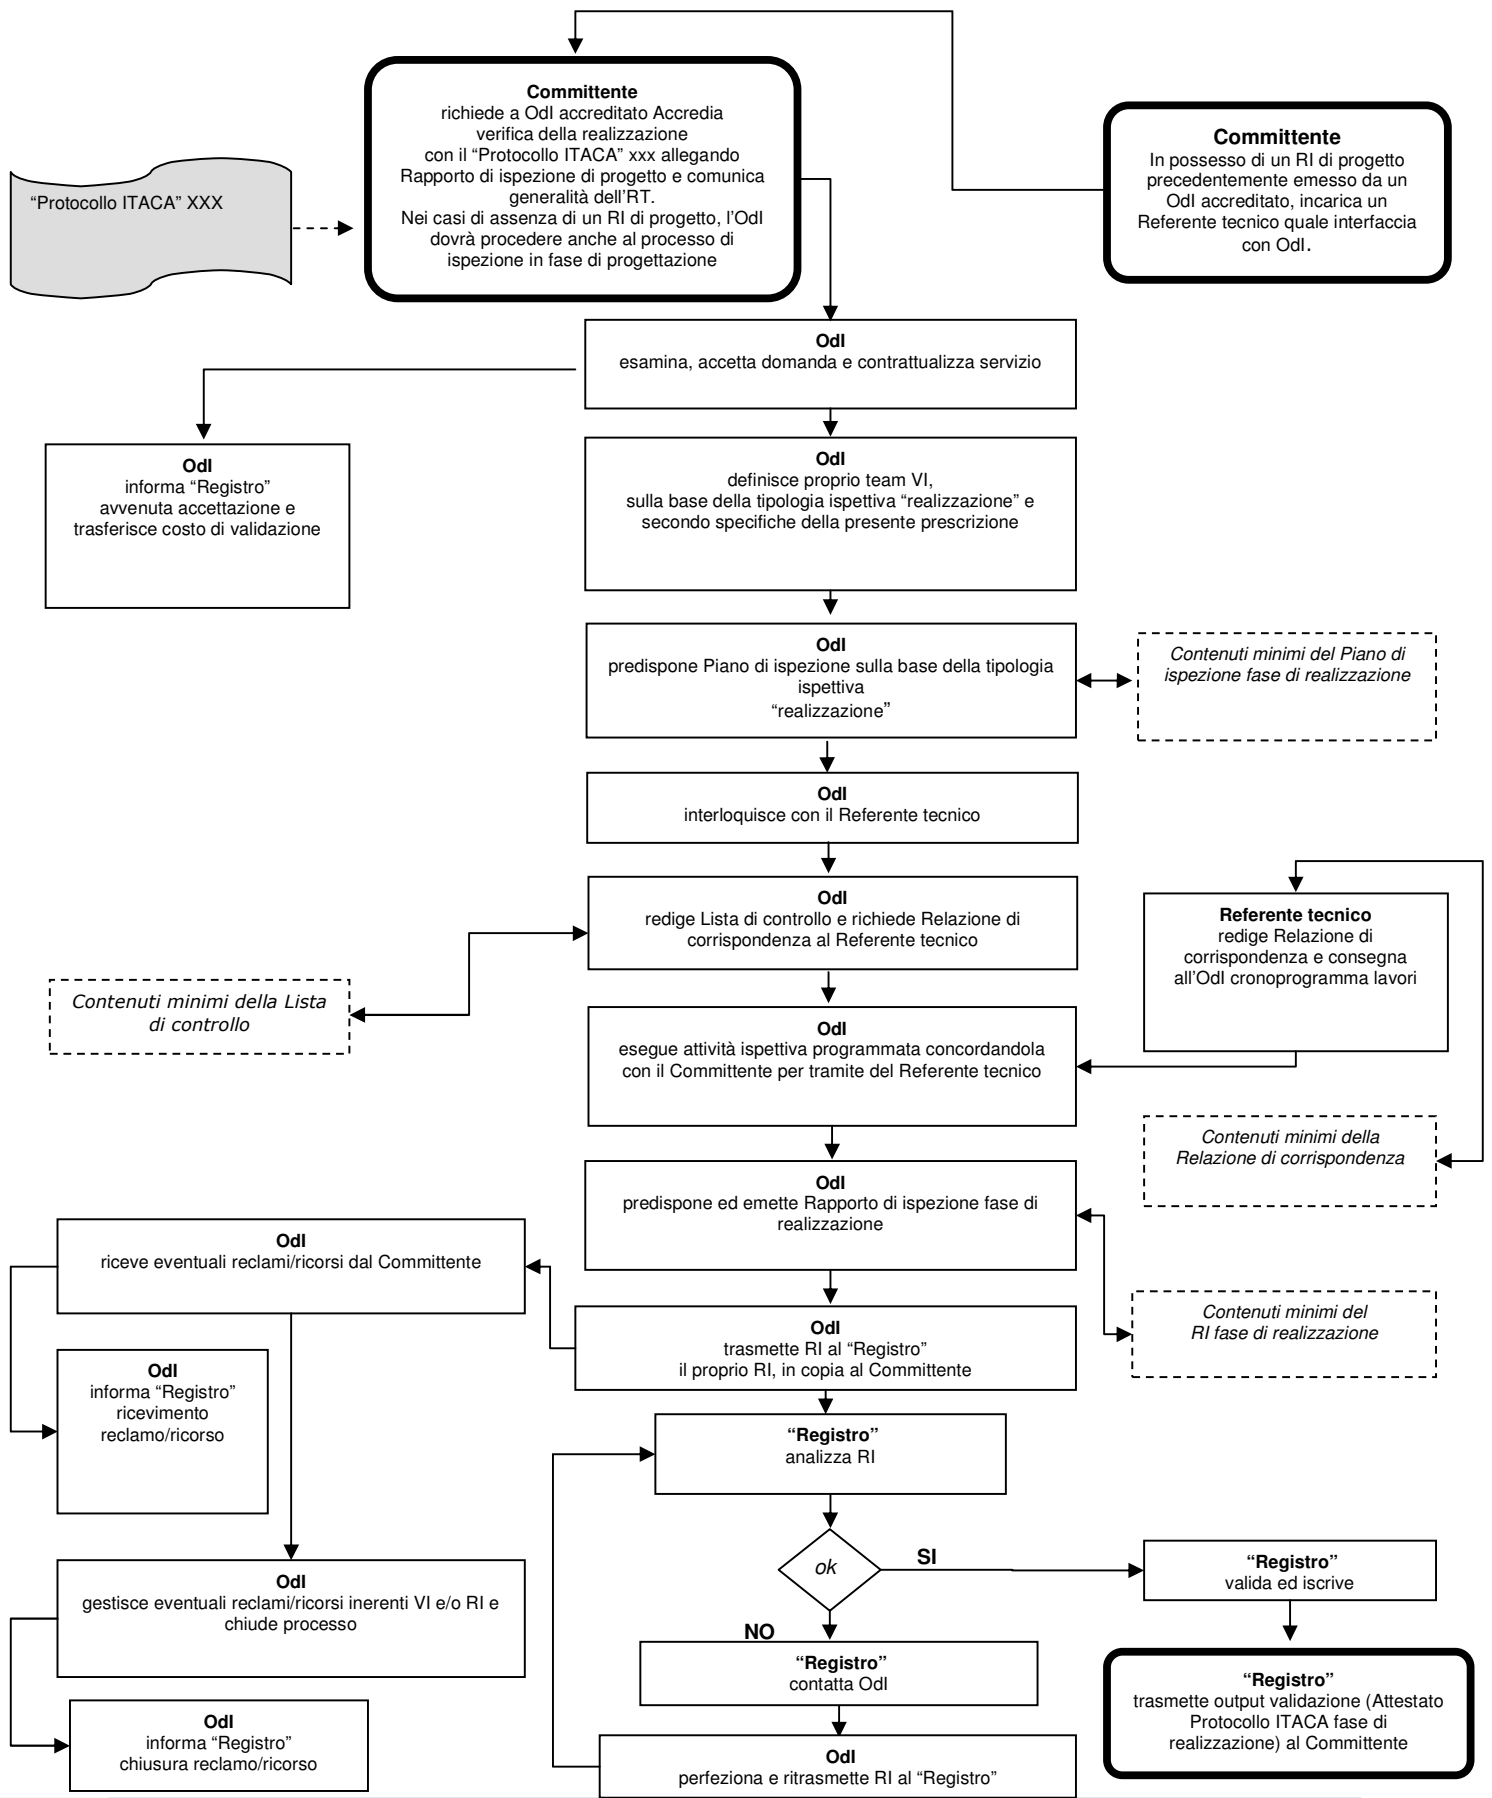 Committente
richiede a OdI accreditato Accredia
verifica della realizzazione
con il “Protocollo ITACA” xxx allegando
Rapporto di ispezione di progetto e comunica
generalità dell’RT.
Nei casi di assenza di un RI di progetto, l’OdI
dovrà procedere anche al processo di
ispezione in fase di progettazione
Committente
In possesso di un RI di progetto
precedentemente emesso da un
OdI accreditato, incarica un
Referente tecnico quale interfaccia
con OdI.
“Protocollo ITACA” XXX
OdI
esamina, accetta domanda e contrattualizza servizio
OdI
informa “Registro”
avvenuta accettazione e
trasferisce costo di validazione
OdI
definisce proprio team VI,
sulla base della tipologia ispettiva “realizzazione” e
secondo specifiche della presente prescrizione
OdI
predispone Piano di ispezione sulla base della tipologia
ispettiva
“realizzazione”
Contenuti minimi del Piano di
ispezione fase di realizzazione
OdI
interloquisce con il Referente tecnico
OdI
redige Lista di controllo e richiede Relazione di
corrispondenza al Referente tecnico
Referente tecnico
redige Relazione di
corrispondenza e consegna
all’OdI cronoprogramma lavori
Contenuti minimi della Lista
di controllo
OdI
esegue attività ispettiva programmata concordandola
con il Committente per tramite del Referente tecnico
Contenuti minimi della
Relazione di corrispondenza
OdI
predispone ed emette Rapporto di ispezione fase di
realizzazione
OdI
riceve eventuali reclami/ricorsi dal Committente
Contenuti minimi del
RI fase di realizzazione
OdI
trasmette RI al “Registro”
il proprio RI, in copia al Committente
OdI
informa “Registro”
ricevimento
reclamo/ricorso
“Registro”
analizza RI
ok
SI
NO
“Registro”
valida ed iscrive
OdI
gestisce eventuali reclami/ricorsi inerenti VI e/o RI e
chiude processo
“Registro”
contatta OdI
“Registro”
trasmette output validazione (Attestato
Protocollo ITACA fase di
realizzazione) al Committente
OdI
informa “Registro”
chiusura reclamo/ricorso
OdI
perfeziona e ritrasmette RI al “Registro”